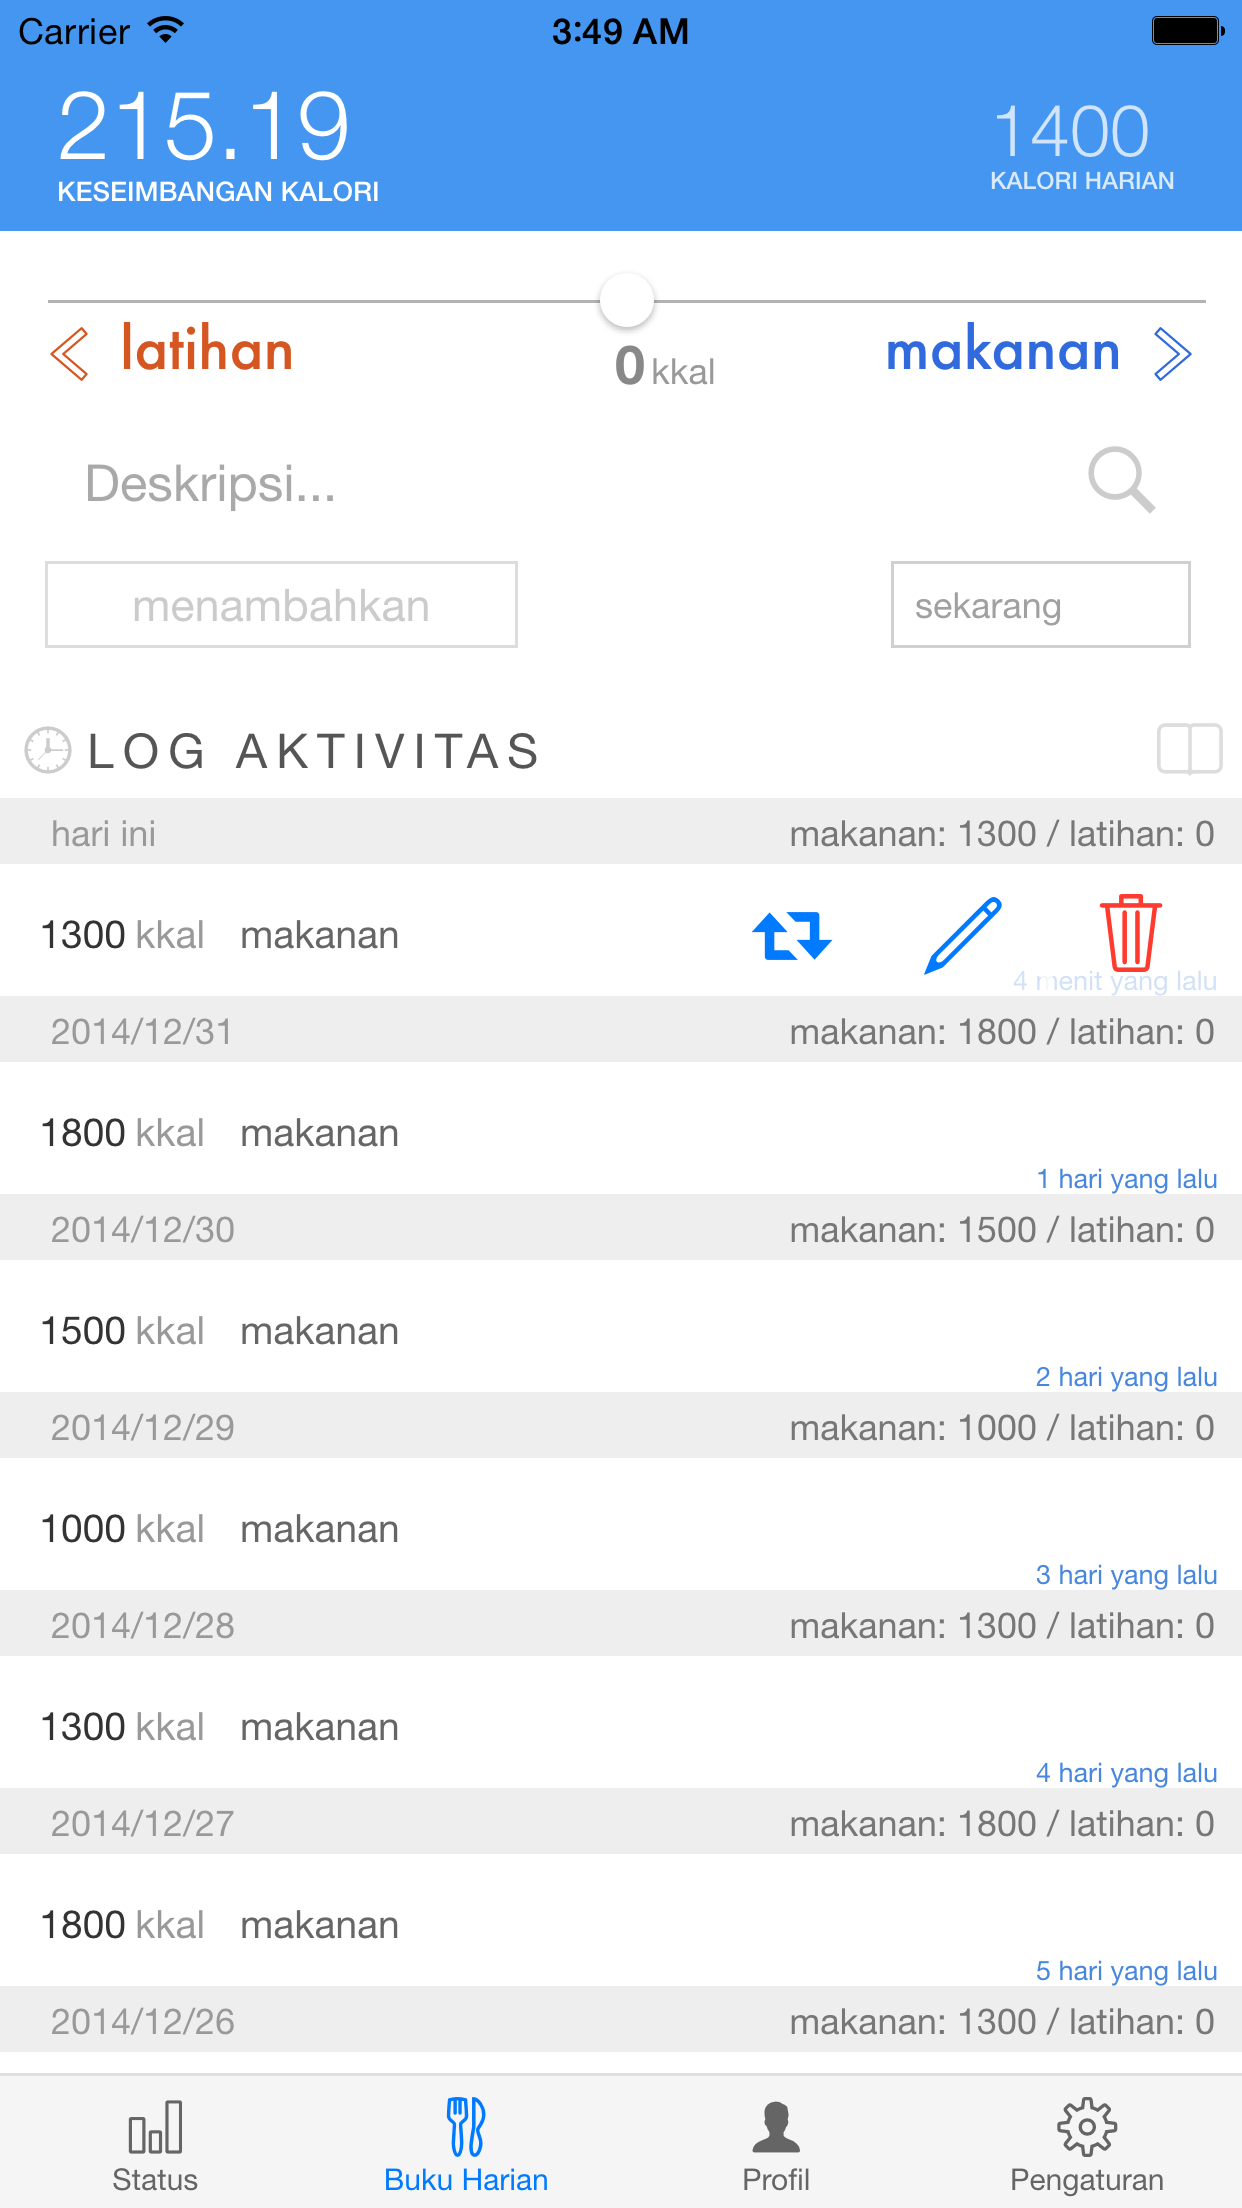 Carrier 3:49 AM
215.19 1400
KESEIMBANGAN KALORI KALORI HARIAN
latihan 0 kkal makanan
Deskripsi...
menambahkan sekarang
LOG AKTIVITAS
hari ini makanan: 1300 / latihan: 0
1300 kkal makanan
4 menit yang lalu
2014/12/31 makanan: 1800 / latihan: 0
1800 kkal makanan
1 hari yang lalu
2014/12/30 makanan: 1500 / latihan: 0
1500 kkal makanan
2 hari yang lalu
2014/12/29 makanan: 1000 / latihan: 0
1000 kkal makanan
3 hari yang lalu
2014/12/28 makanan: 1300 / latihan: 0
1300 kkal makanan
4 hari yang lalu
2014/12/27 makanan: 1800 / latihan: 0
1800 kkal makanan
5 hari yang lalu
2014/12/26 makanan: 1300 / latihan: 0
Status Buku Harian Profil Pengaturan